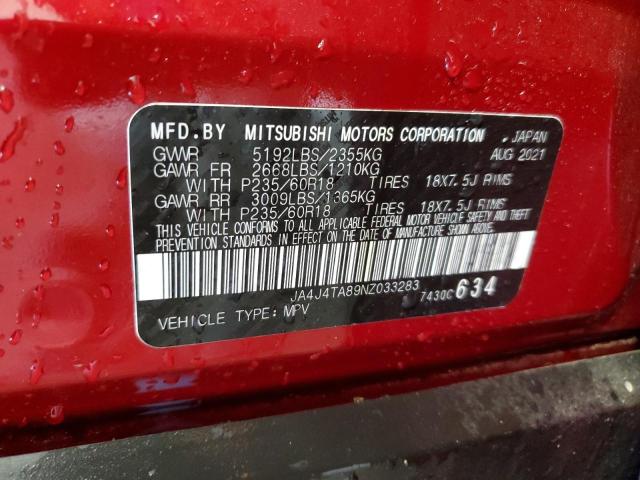 MFD.BY MITSUBISHI MOTORS CORPORATION . JAPAN
GVWR 5192LBS/2355KG AUG 2021
GAWR FR 2668LBS/1210KG
WITH P235/60R18 TIRES 18X7.5J RIMS
GAWR RR 3009LBS/1365KG
WITH P235/60R18 TIRES 18X7.5J RIMS
THIS VEHICLE CONFORMS TO ALL APPLICABLE FEDERAL MOTOR VEHICLE SAFETY AND THEFT
PREVENTION STANDARDS IN EFFECT ON THE DATE OF MANUFACTURE SHOWN ABOVE.
JA4J4TA89NZ033283
7430C 634
VEHICLE TYPE: MPV